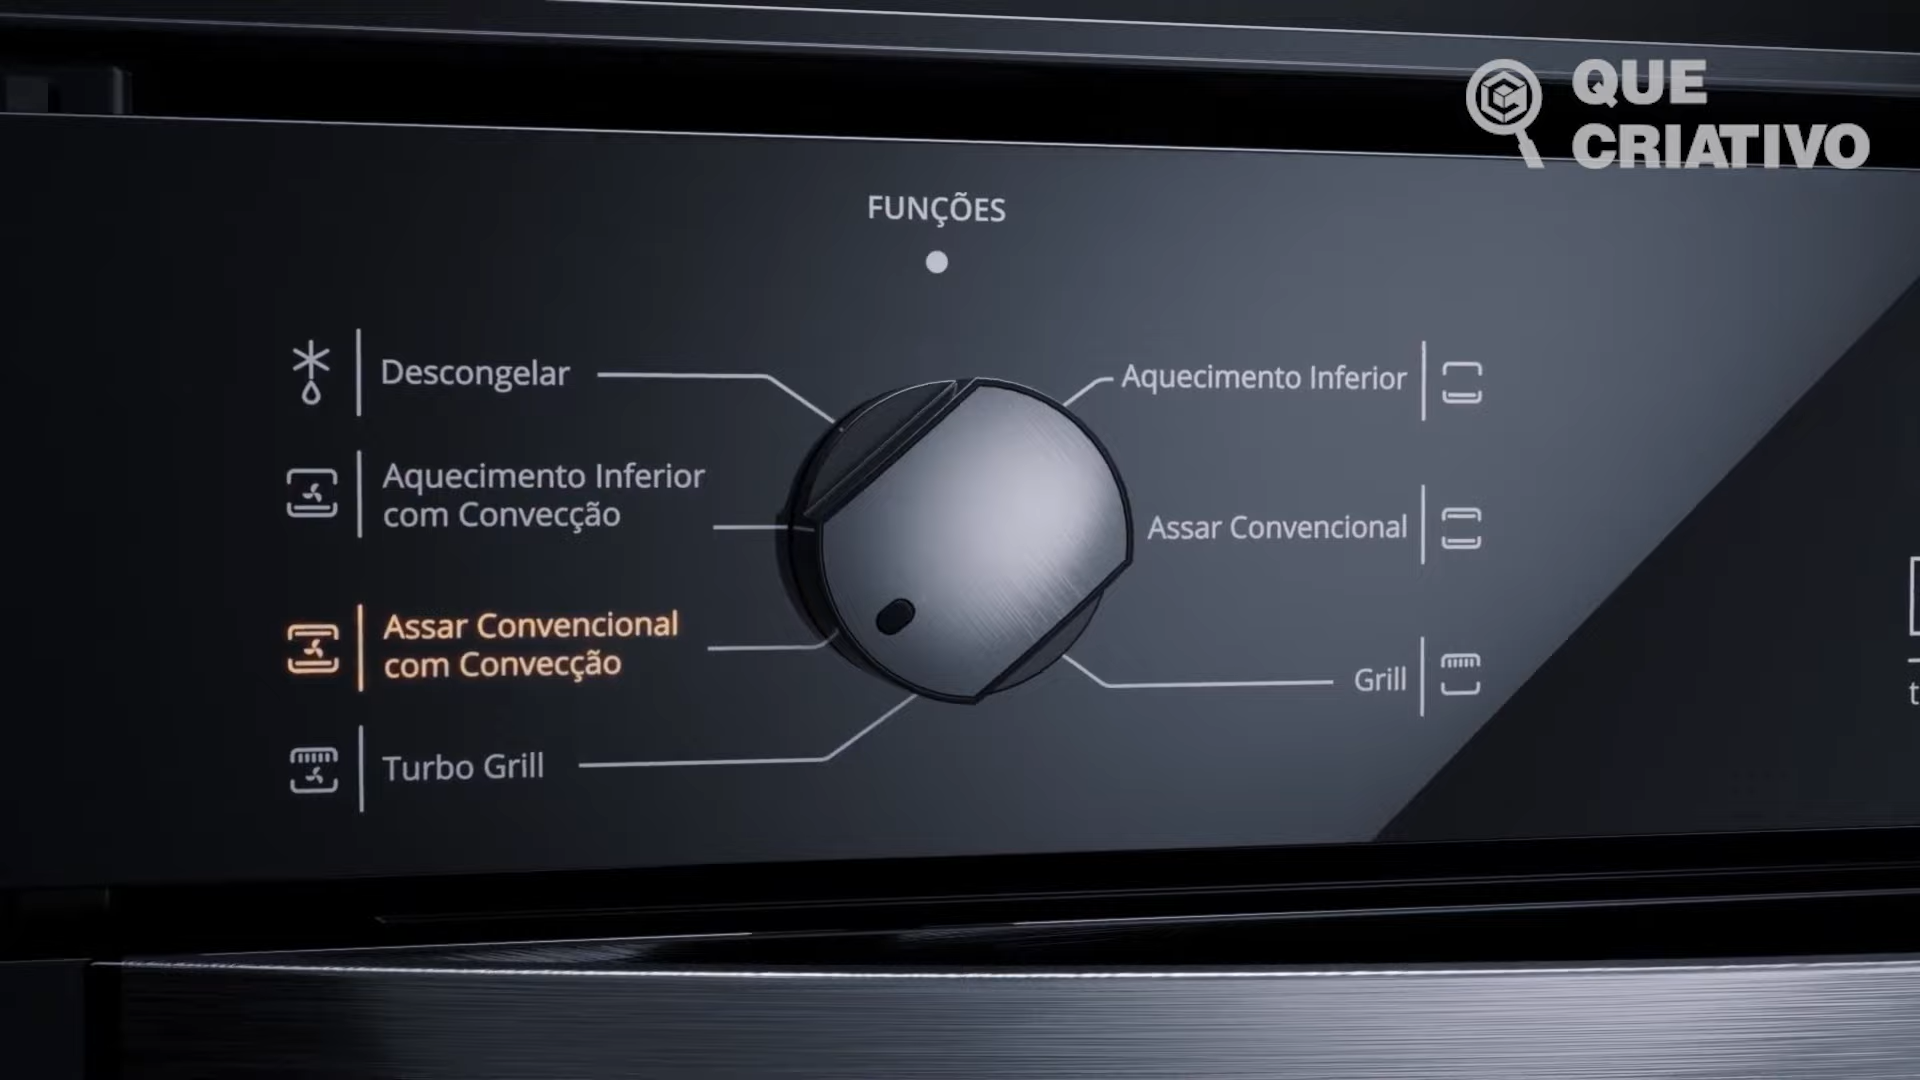 QUE
CRIATIVO
FUNÇÕES
Descongelar
Aquecimento Inferior
com Convecção
Assar Convencional
com Convecção
Turbo Grill
Aquecimento Inferior
Assar Convencional
Grill